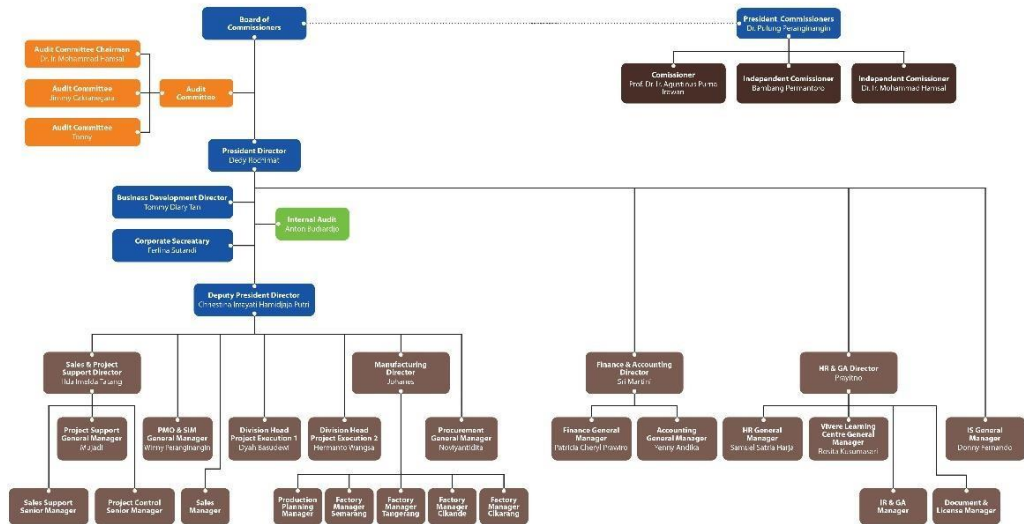 Board of
Commissioners
President Commissioners
Dr. Pulung Peranginangin
Audit Committee Chairman
Dr. Ir. Mohammad Hamsal
Audit Committee
Jimmy Cakranegara
Audit Committee
Tonny
Audit
Committee
Comissioner
Prof. Dr. Ir. Agustinus Purna
Irawan
Independent Comissioner
Bambang Permantoro
Independent Comissioner
Dr. Ir. Mohammad Hamsal
President Director
Dedy Rochimat
Business Development Director
Tommy Diary Tan
Internal Audit
Anton Budiardjo
Corporate Secreatary
Ferlina Sutandi
Deputy President Director
Chriestina Imayati Hamidjaja Putri
Sales & Project
Support Director
Ilda Imelda Tatang
Manufacturing
Director
Johanes
Finance & Accounting
Director
Sri Martini
HR & GA Director
Prayitno
Project Support
General Manager
Mujadi
PMO & SIM
General Manager
Wirny Peranginangin
Division Head
Project Execution 1
Dyah Basudewi
Division Head
Project Execution 2
Hermanto Wangsa
Procurement
General Manager
Noviyantidita
Finance General
Manager
Patricia Cheryl Prawiro
Accounting
General Manager
Yenny Andika
HR General
Manager
Samuel Satria Harja
Vivere Learning
Centre General
Manager
Rosita Kusumasari
IS General
Manager
Donny Fernando
Sales Support
Senior Manager
Project Control
Senior Manager
Sales
Manager
Production
Planning
Manager
Factory
Manager
Semarang
Factory
Manager
Tangerang
Factory
Manager
Cikande
Factory
Manager
Cikarang
IR & GA
Manager
Document &
License Manager